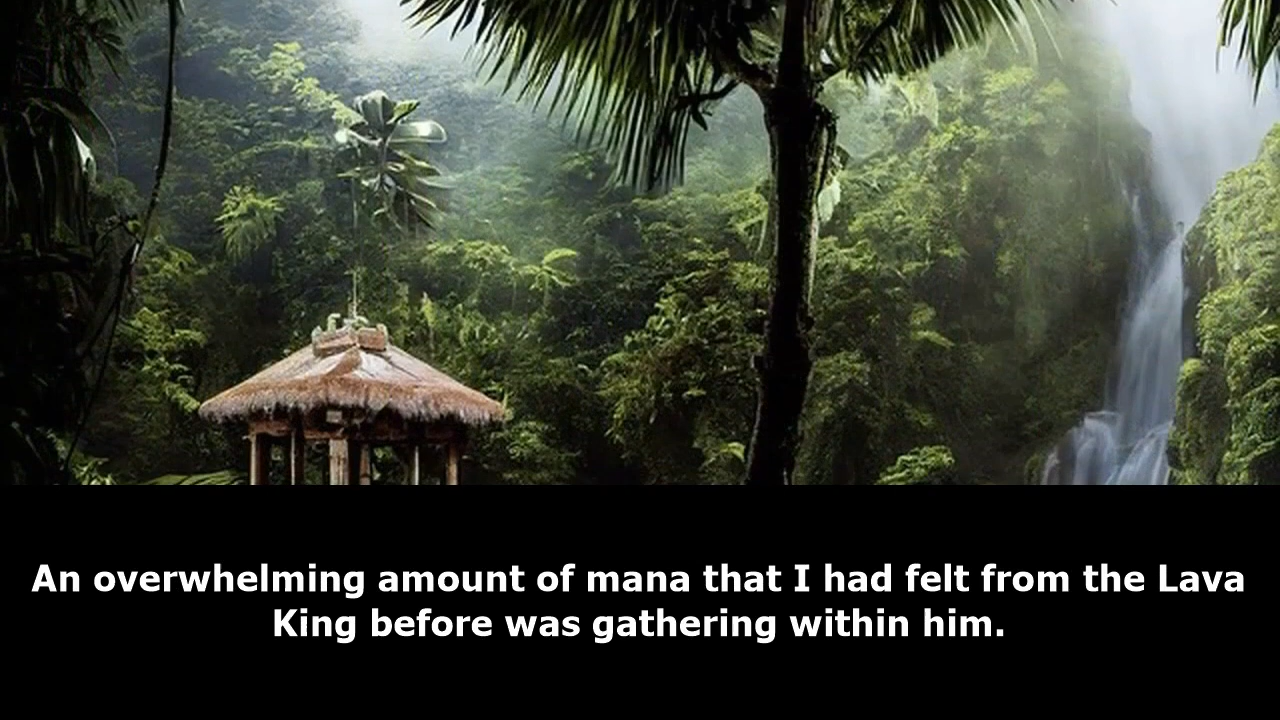 An overwhelming amount of mana that I had felt from the Lava
King before was gathering within him.